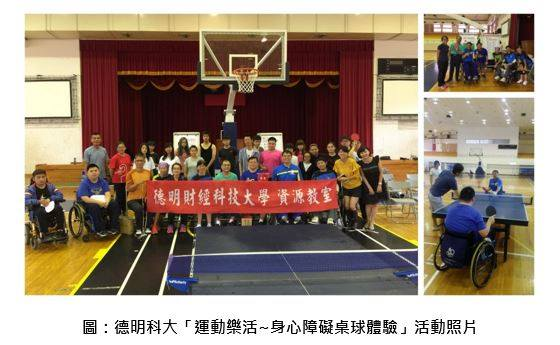 德明財經科技大學 資源教室
圖：德明科大「運動樂活~身心障礙桌球體驗」活動照片